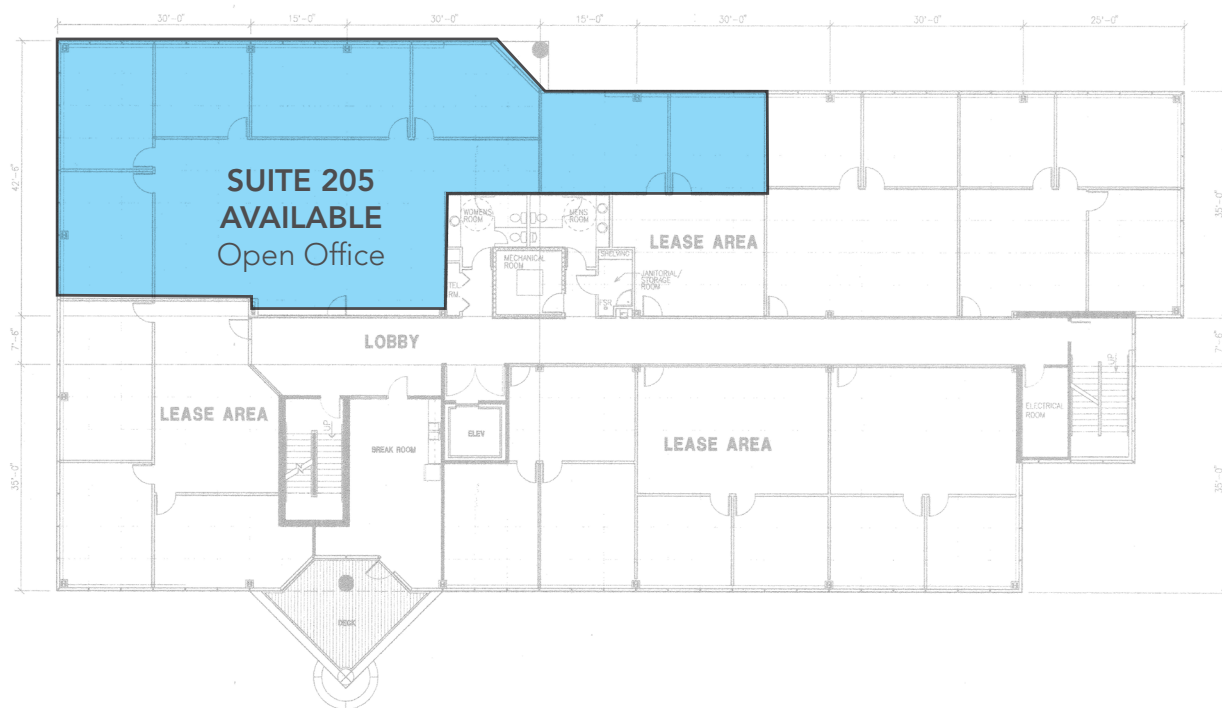 30'-0"
15'-0"
30'-0"
15'-0"
30'-0"
30'-0"
25'-0"
42'-6"
SUITE 205
AVAILABLE
Open Office
WOMENS
ROOM
MENS
ROOM
35'-0"
LEASE AREA
MECHANICAL
ROOM
SHELVING
JANITORIAL/
STORAGE
ROOM
TEL.
RM.
7'-6"
LOBBY
7'-6"
UP
LEASE AREA
UP
ELECTRICAL
ROOM
BREAK ROOM
ELEV
LEASE AREA
35'-0"
35'-0"
DECK